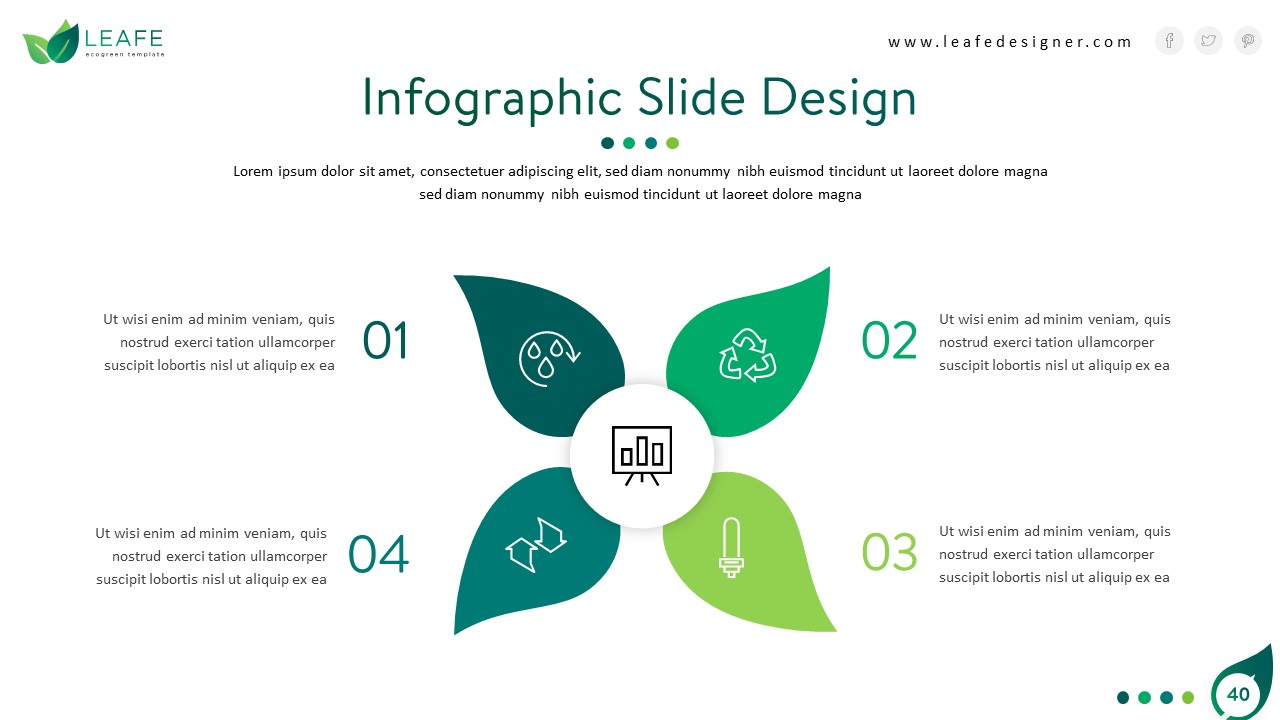 LEAFE
ecogreen template
www.leafedesigner.com
Infographic Slide Design
Lorem ipsum dolor sit amet, consectetuer adipiscing elit, sed diam nonummy nibh euismod tincidunt ut laoreet dolore magna
sed diam nonummy nibh euismod tincidunt ut laoreet dolore magna
Ut wisi enim ad minim veniam, quis
nostrud exerci tation ullamcorper
suscipit lobortis nisl ut aliquip ex ea
01
02
Ut wisi enim ad minim veniam, quis
nostrud exerci tation ullamcorper
suscipit lobortis nisl ut aliquip ex ea
Ut wisi enim ad minim veniam, quis
nostrud exerci tation ullamcorper
suscipit lobortis nisl ut aliquip ex ea
04
03
Ut wisi enim ad minim veniam, quis
nostrud exerci tation ullamcorper
suscipit lobortis nisl ut aliquip ex ea
40